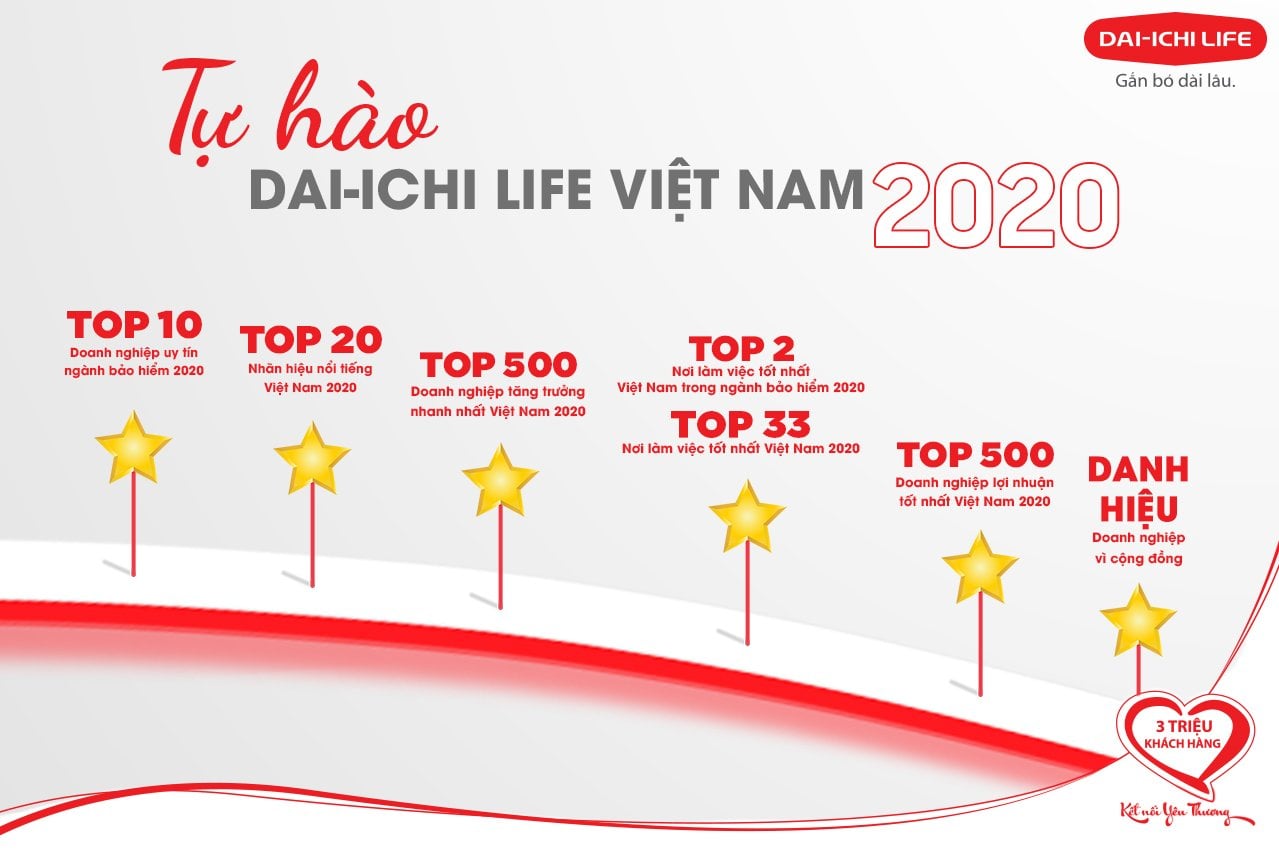 DAI-ICHI LIFE
Gắn bó dài lâu.
Tự hào
DAI-ICHI LIFE VIỆT NAM 2020
TOP 10
Doanh nghiệp uy tín
ngành bảo hiểm 2020
TOP 20
Nhãn hiệu nổi tiếng
Việt Nam 2020
TOP 500
Doanh nghiệp tăng trưởng
nhanh nhất Việt Nam 2020
TOP 2
Nơi làm việc tốt nhất
Việt Nam trong ngành bảo hiểm 2020
TOP 33
Nơi làm việc tốt nhất Việt Nam 2020
TOP 500
Doanh nghiệp lợi nhuận
tốt nhất Việt Nam 2020
DANH
HIỆU
Doanh nghiệp
vì cộng đồng
3 TRIỆU
KHÁCH HÀNG
Kết nối Yêu Thương